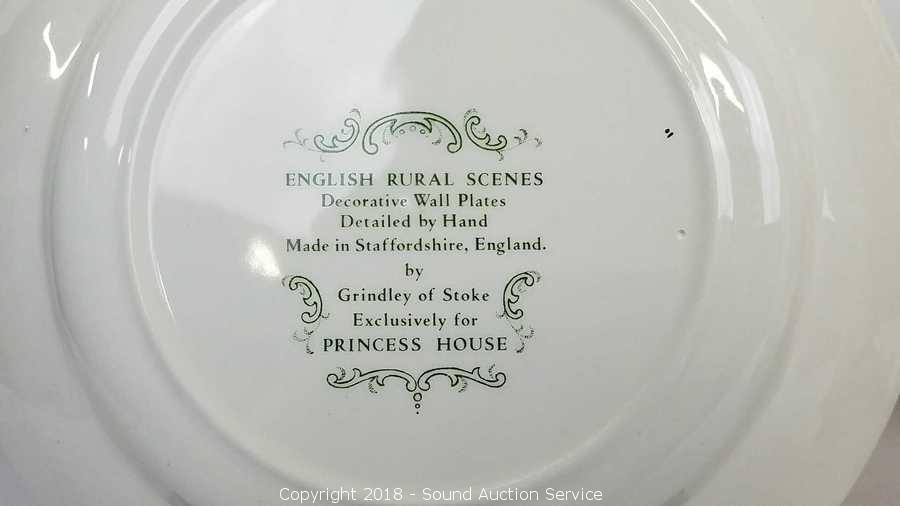 ENGLISH RURAL SCENES
Decorative Wall Plates
Detailed by Hand
Made in Staffordshire, England.
by
Grindley of Stoke
Exclusively for
PRINCESS HOUSE
Copyright 2018 - Sound Auction Service